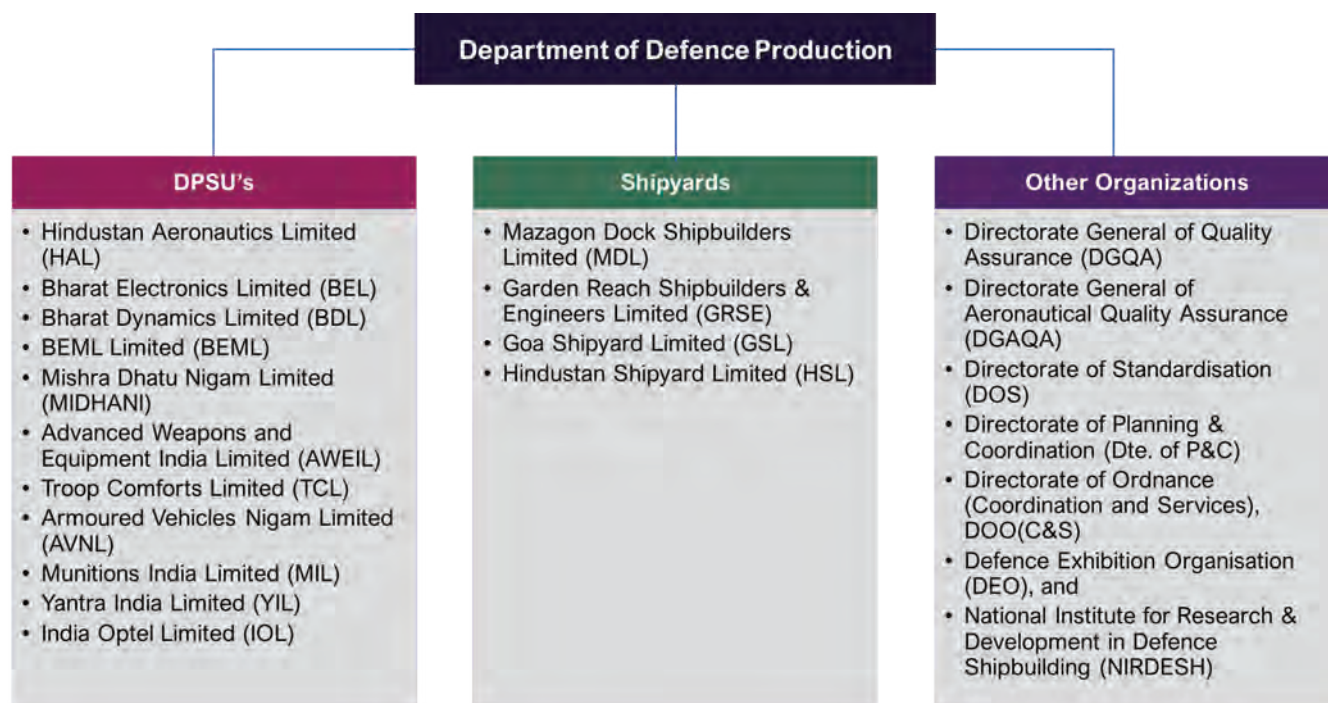 Department of Defence Production
DPSU's
• Hindustan Aeronautics Limited
(HAL)
• Bharat Electronics Limited (BEL)
• Bharat Dynamics Limited (BDL)
• BEML Limited (BEML)
• Mishra Dhatu Nigam Limited
(MIDHANI)
• Advanced Weapons and
Equipment India Limited (AWEIL)
• Troop Comforts Limited (TCL)
• Armoured Vehicles Nigam Limited
(AVNL)
• Munitions India Limited (MIL)
• Yantra India Limited (YIL)
• India Optel Limited (IOL)
Shipyards
• Mazagon Dock Shipbuilders
Limited (MDL)
• Garden Reach Shipbuilders &
Engineers Limited (GRSE)
• Goa Shipyard Limited (GSL)
• Hindustan Shipyard Limited (HSL)
Other Organizations
• Directorate General of Quality
Assurance (DGQA)
• Directorate General of
Aeronautical Quality Assurance
(DGAQA)
• Directorate of Standardisation
(DOS)
• Directorate of Planning &
Coordination (Dte. of P&C)
• Directorate of Ordnance
(Coordination and Services),
DOO(C&S)
• Defence Exhibition Organisation
(DEO), and
• National Institute for Research &
Development in Defence
Shipbuilding (NIRDESH)